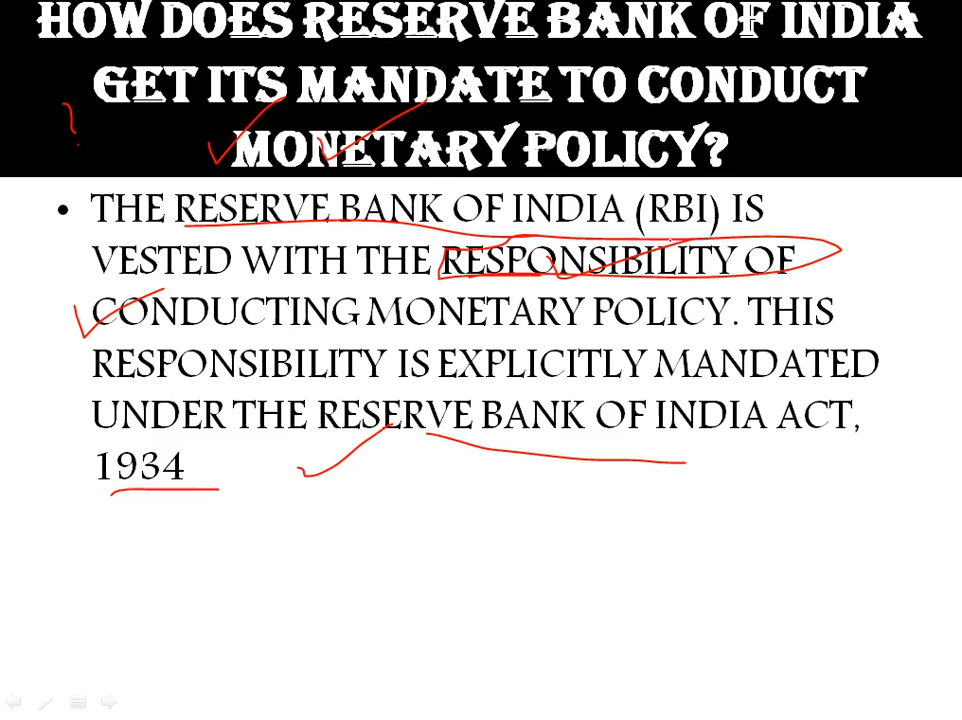 HOW DOES RESERVE BANK OF INDIA
GET ITS MANDATE TO CONDUCT
MONETARY POLICY?
• THE RESERVE BANK OF INDIA (RBI) IS
VESTED WITH THE RESPONSIBILITY OF
CONDUCTING MONETARY POLICY. THIS
RESPONSIBILITY IS EXPLICITLY MANDATED
UNDER THE RESERVE BANK OF INDIA ACT,
1934